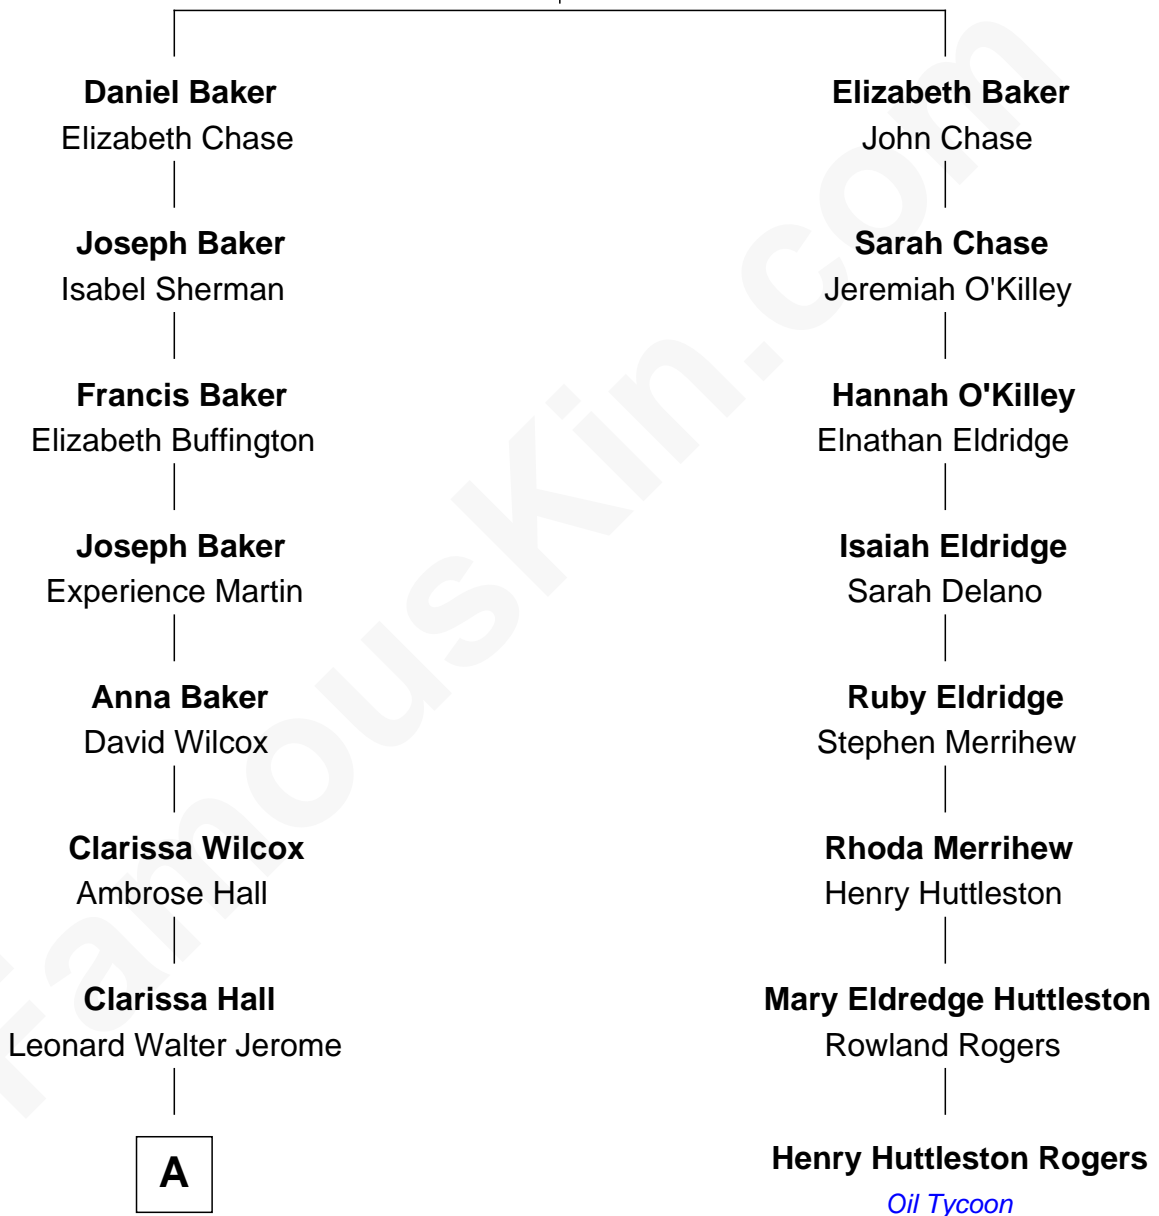 Daniel Baker
Elizabeth Chase
Joseph Baker
Isabel Sherman
Francis Baker
Elizabeth Buffington
Joseph Baker
Experience Martin
Anna Baker
David Wilcox
Clarissa Wilcox
Ambrose Hall
Clarissa Hall
Leonard Walter Jerome
A
Elizabeth Baker
John Chase
Sarah Chase
Jeremiah O'Killey
Hannah O'Killey
Elnathan Eldridge
Isaiah Eldridge
Sarah Delano
Ruby Eldridge
Stephen Merrihew
Rhoda Merrihew
Henry Huttleston
Mary Eldredge Huttleston
Rowland Rogers
Henry Huttleston Rogers
Oil Tycoon
FamousKin.com